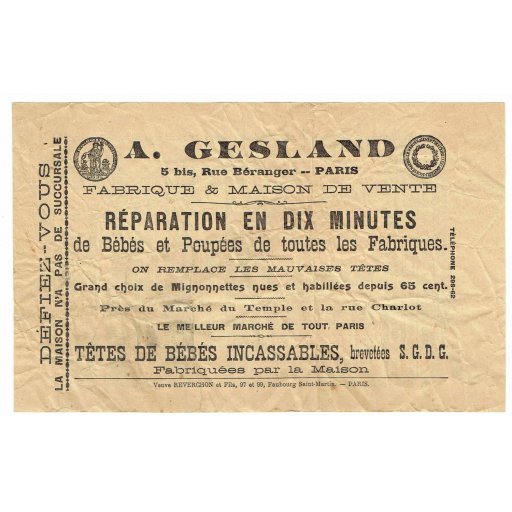 A. GESLAND
5 bis, Rue Béranger -- PARIS
FABRIQUE & MAISON DE VENTE
RÉPARATION EN DIX MINUTES
de Bébés et Poupées de toutes les Fabriques.
ON REMPLACE LES MAUVAISES TÊTES
Grand choix de Mignonnettes nues et habillées depuis 65 cent.
Près du Marché du Temple et la rue Charlot
LE MEILLEUR MARCHÉ DE TOUT PARIS
TÊTES DE BÉBÉS INCASSABLES, brevetées S. G. D. G.
Fabriquées par la Maison
Veuve REVERCHON et Fils, 97 et 99, Faubourg Saint-Martin. — PARIS.
DÉFIEZ-VOUS
LA MAISON N'A PAS DE SUCCURSALE
TÉLÉPHONE 298-62